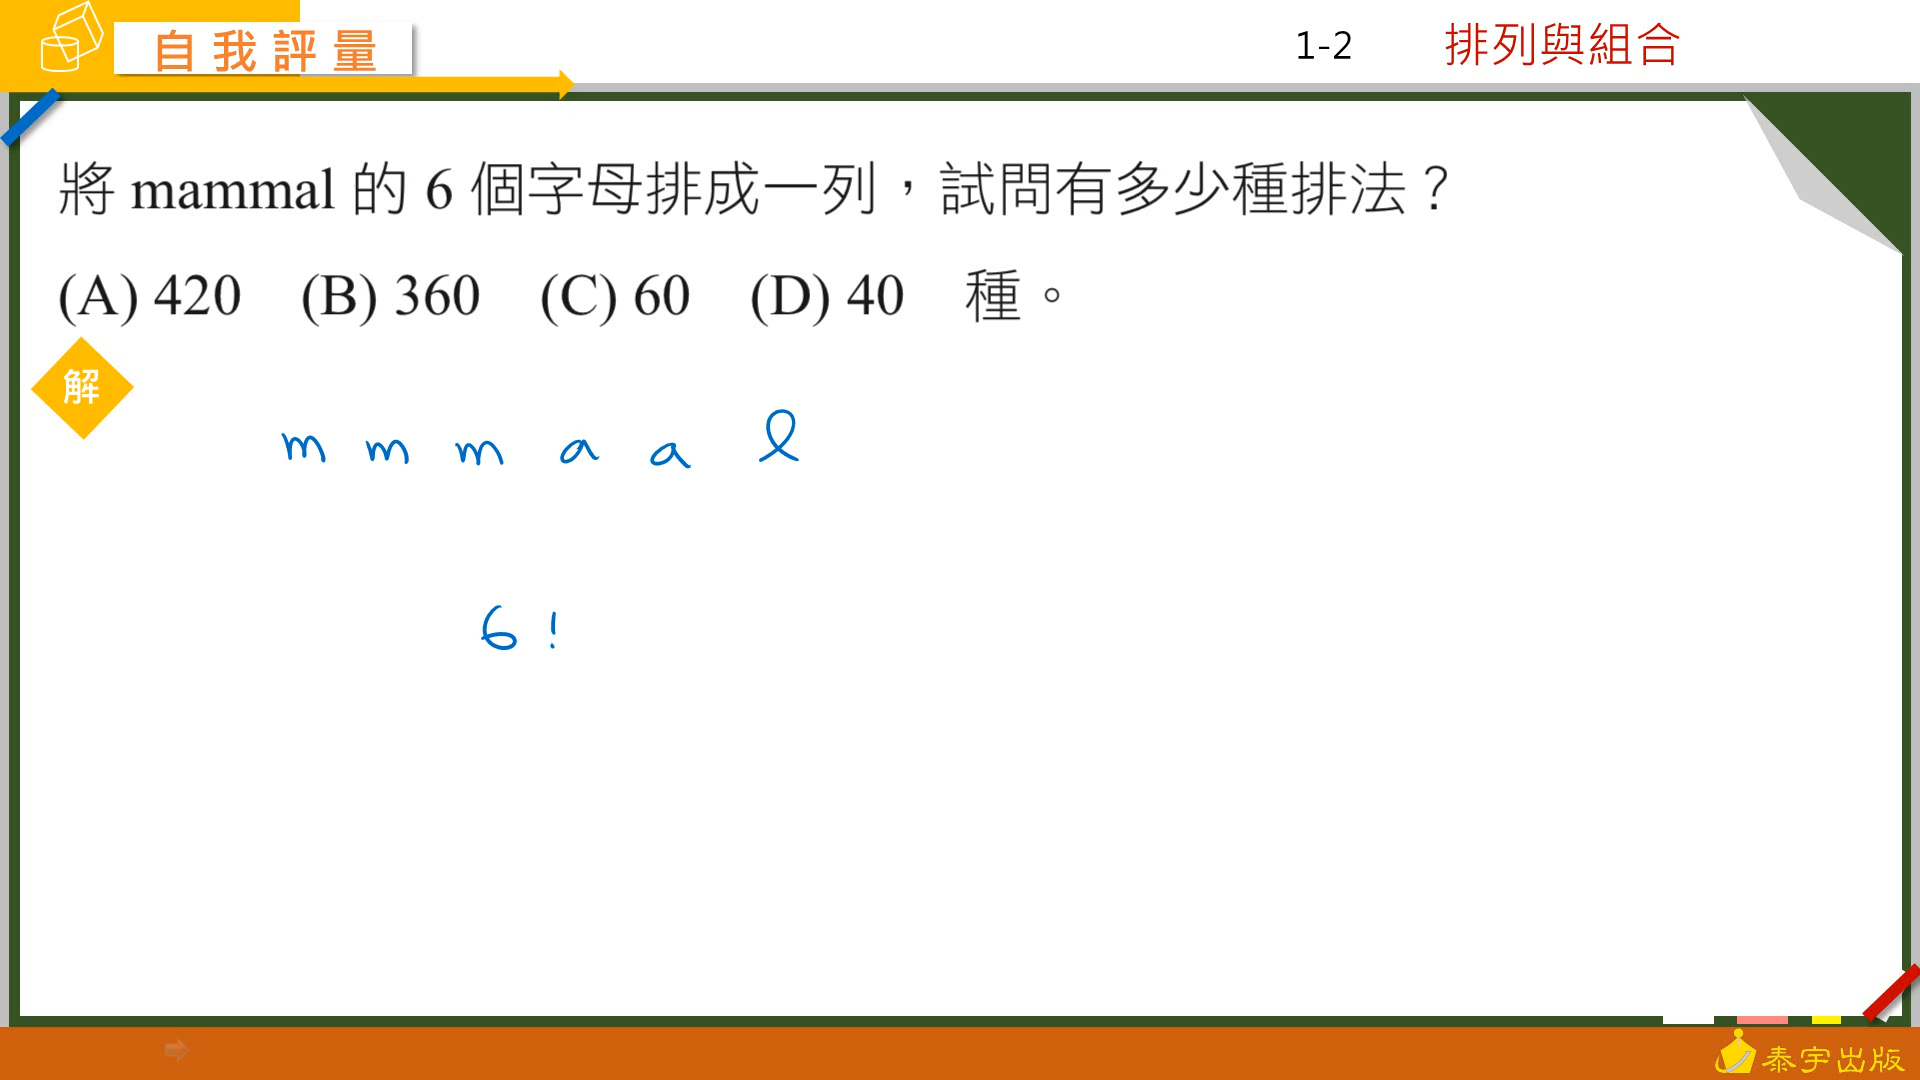 自我評量
1-2 排列與組合
將 mammal 的 6 個字母排成一列，試問有多少種排法？
(A) 420 (B) 360 (C) 60 (D) 40 種。
解
m m m a a l
6 !
泰宇出版